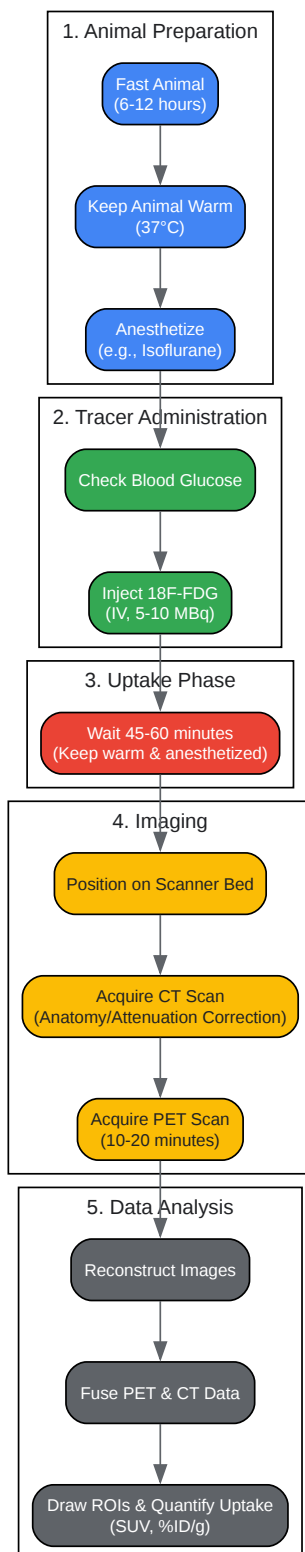 1. Animal Preparation
Fast Animal
(6-12 hours)
Keep Animal Warm
(37°C)
Anesthetize
(e.g., Isoflurane)
2. Tracer Administration
Check Blood Glucose
Inject 18F-FDG
(IV, 5-10 MBq)
3. Uptake Phase
Wait 45-60 minutes
(Keep warm & anesthetized)
4. Imaging
Position on Scanner Bed
Acquire CT Scan
(Anatomy/Attenuation Correction)
Acquire PET Scan
(10-20 minutes)
5. Data Analysis
Reconstruct Images
Fuse PET & CT Data
Draw ROIs & Quantify Uptake
(SUV, %ID/g)